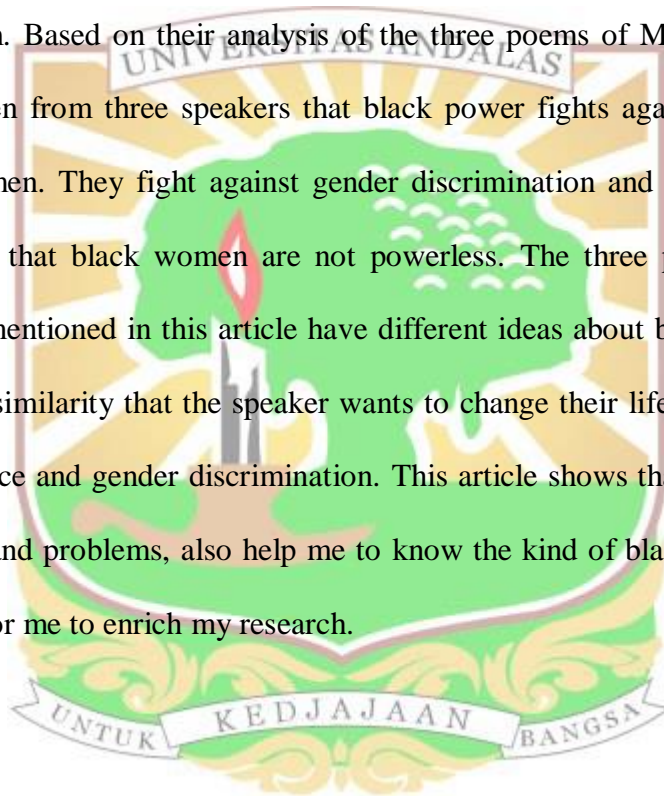 n. Based on their analysis of the three poems of M
UNIVERSITAS ANDALAS
en from three speakers that black power fights aga
nen. They fight against gender discrimination and
that black women are not powerless. The three p
mentioned in this article have different ideas about b
similarity that the speaker wants to change their life
ce and gender discrimination. This article shows tha
and problems, also help me to know the kind of bla
or me to enrich my research.
UNTUK KEDJAJAAN BANGSA